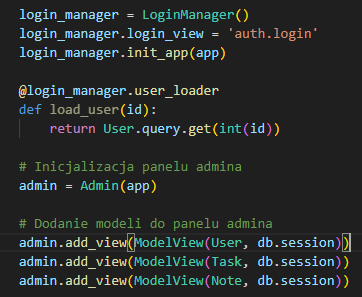 login_manager = LoginManager()
login_manager.login_view = 'auth.login'
login_manager.init_app(app)
@login_manager.user_loader
def load_user(id):
    return User.query.get(int(id))
# Inicjalizacja panelu admina
admin = Admin(app)
# Dodanie modeli do panelu admina
admin.add_view(ModelView(User, db.session))
admin.add_view(ModelView(Task, db.session))
admin.add_view(ModelView(Note, db.session))